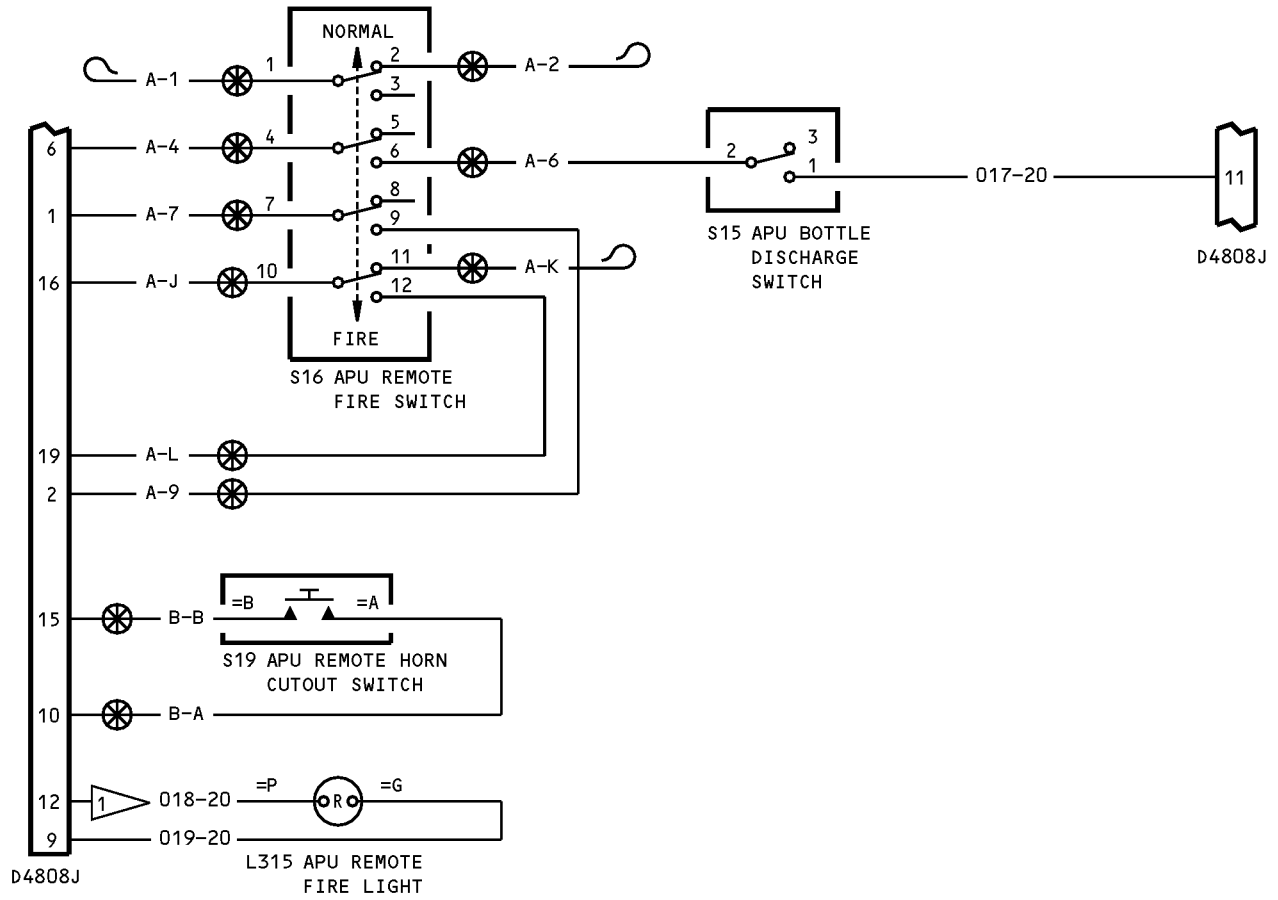 NORMAL
A-1 1 2 A-2
3
6 A-4 4 5
6 A-6 2 3
1 017-20 11
1 A-7 7 8
9
16 A-J 10 11 A-K
12
FIRE
S16 APU REMOTE
FIRE SWITCH
S15 APU BOTTLE
DISCHARGE
SWITCH
D4808J
19 A-L
2 A-9
15 B-B =B =A
S19 APU REMOTE HORN
CUTOUT SWITCH
10 B-A
12 1 018-20 =P R =G
9 019-20
L315 APU REMOTE
FIRE LIGHT
D4808J